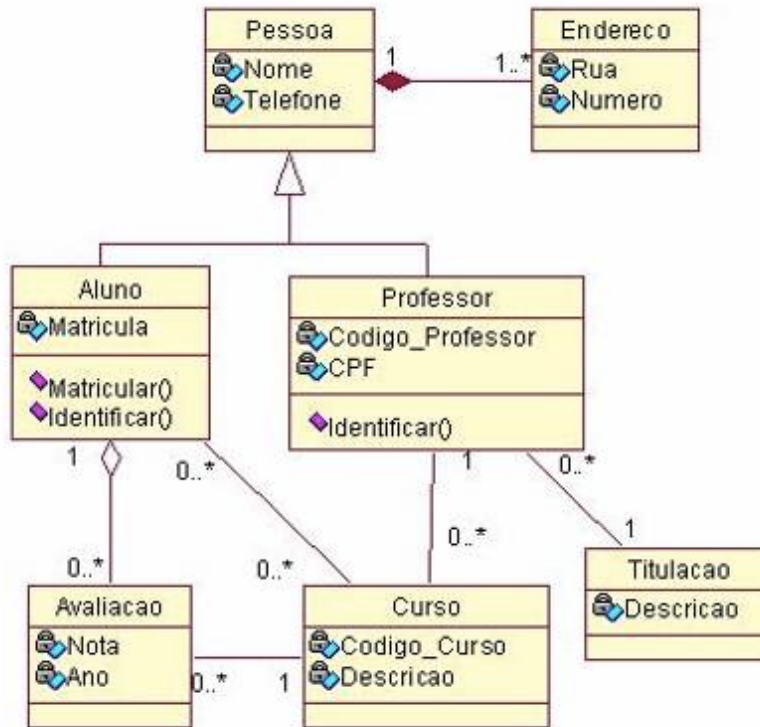 Pessoa
Nome
Telefone
1
1..*
Endereco
Rua
Numero
Aluno
Matricula
Matricular()
Identificar()
Professor
Codigo_Professor
CPF
Identificar()
1
0..*
1
0..*
0..*
0..*
0..*
1
Avaliacao
Nota
Ano
0..*
1
Curso
Codigo_Curso
Descricao
Titulacao
Descricao